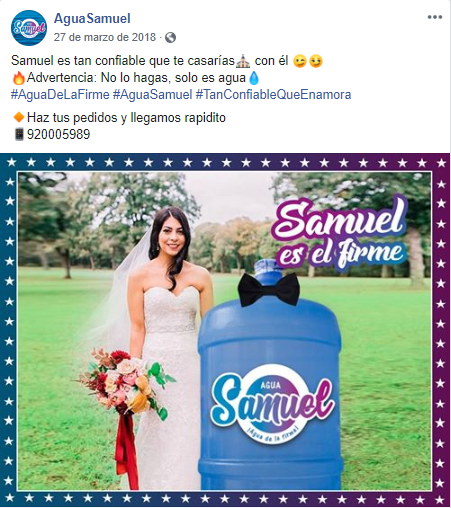 AguaSamuel
27 de marzo de 2018 ·
Samuel es tan confiable que te casarías⛪ con él 😉😏
🔥Advertencia: No lo hagas, solo es agua💧
#AguaDeLaFirme #AguaSamuel #TanConfiableQueEnamora
🔸Haz tus pedidos y llegamos rapidito
📱920005989
Samuel
es el firme
AGUA
Samuel
¡Agua de la firme!